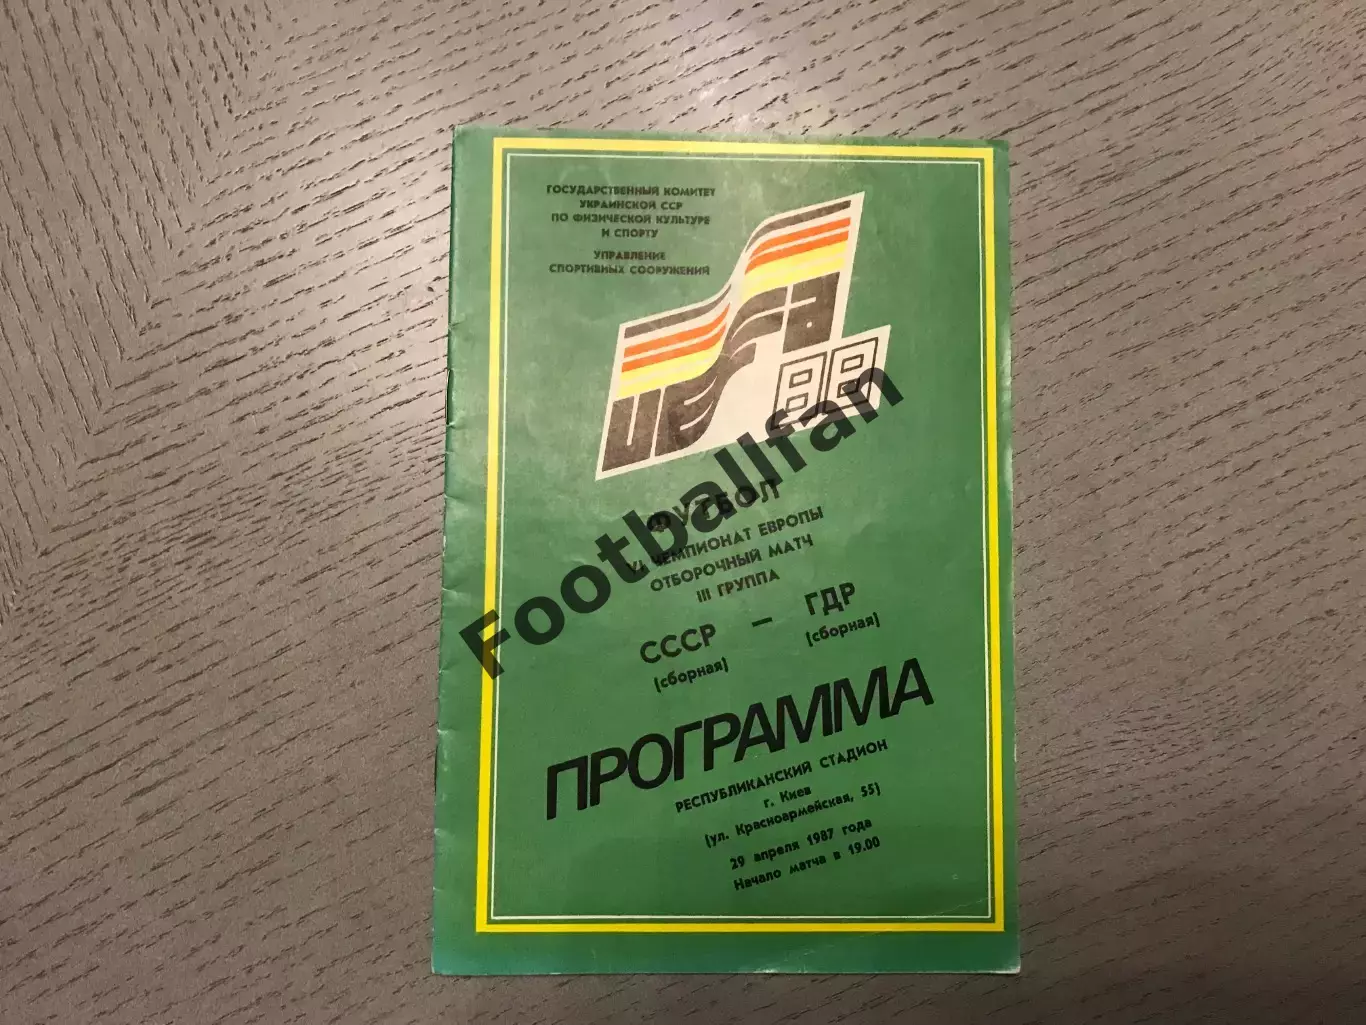 ГОСУДАРСТВЕННЫЙ КОМИТЕТ
УКРАИНСКОЙ ССР
ПО ФИЗИЧЕСКОЙ КУЛЬТУРЕ
И СПОРТУ
УПРАВЛЕНИЕ
СПОРТИВНЫХ СООРУЖЕНИЙ
UEFA
88
Footballfan
ФУТБОЛ
ЧЕМПИОНАТ ЕВРОПЫ
ОТБОРОЧНЫЙ МАТЧ
III ГРУППА
СССР — ГДР
(сборная) (сборная)
ПРОГРАММА
РЕСПУБЛИКАНСКИЙ СТАДИОН
г. Киев
(ул. Красноармейская, 55)
29 апреля 1987 года
Начало матча в 19.00